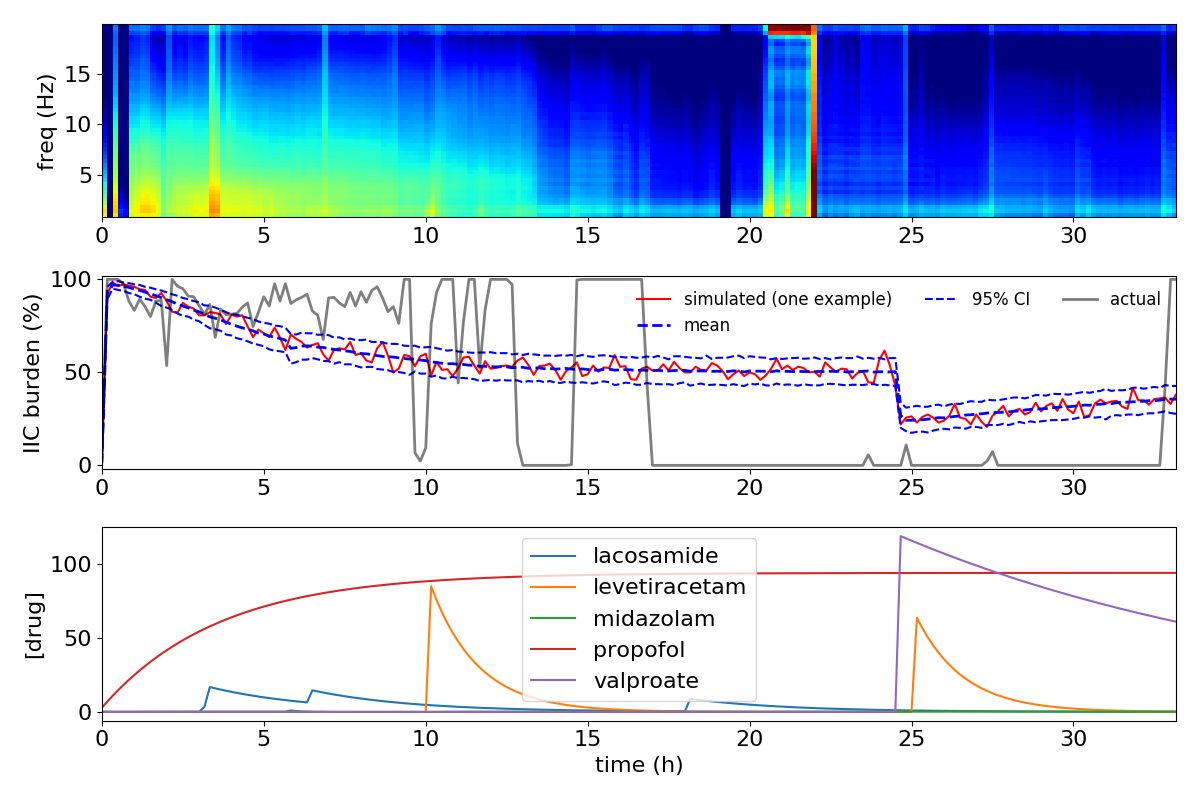 15
10
5
freq (Hz)
0 5 10 15 20 25 30
100
50
0
IIC burden (%)
simulated (one example) 95% CI actual
mean
0 5 10 15 20 25 30
100
50
0
[drug]
lacosamide
levetiracetam
midazolam
propofol
valproate
0 5 10 15 20 25 30
time (h)